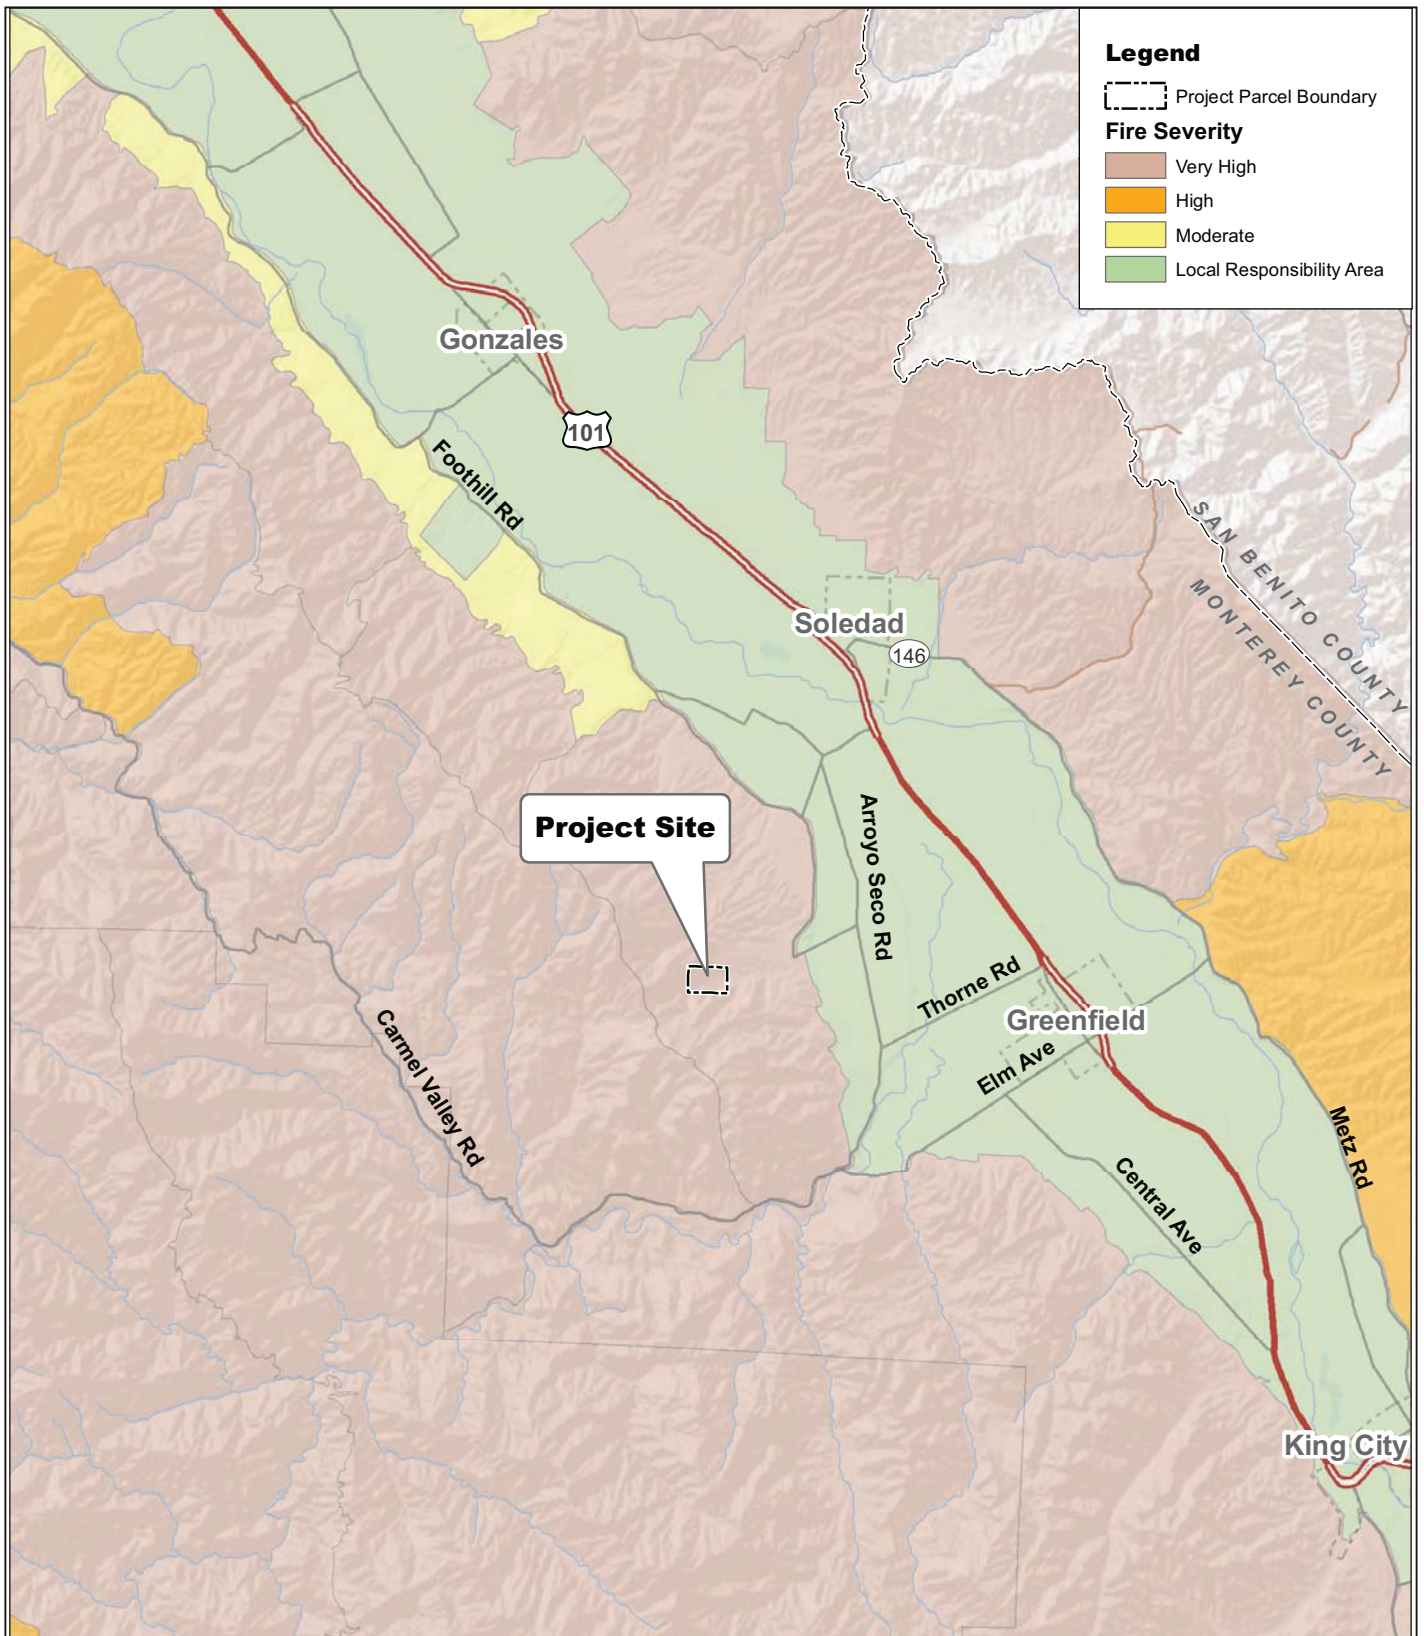 Legend
Project Parcel Boundary
Fire Severity
Very High
High
Moderate
Local Responsibility Area
Gonzales
101
Foothill Rd
SAN BENITO COUNTY
MONTEREY COUNTY
Soledad
146
Project Site
Arroyo Seco Rd
Thorne Rd
Greenfield
Elm Ave
Carmel Valley Rd
Metz Rd
Central Ave
King City